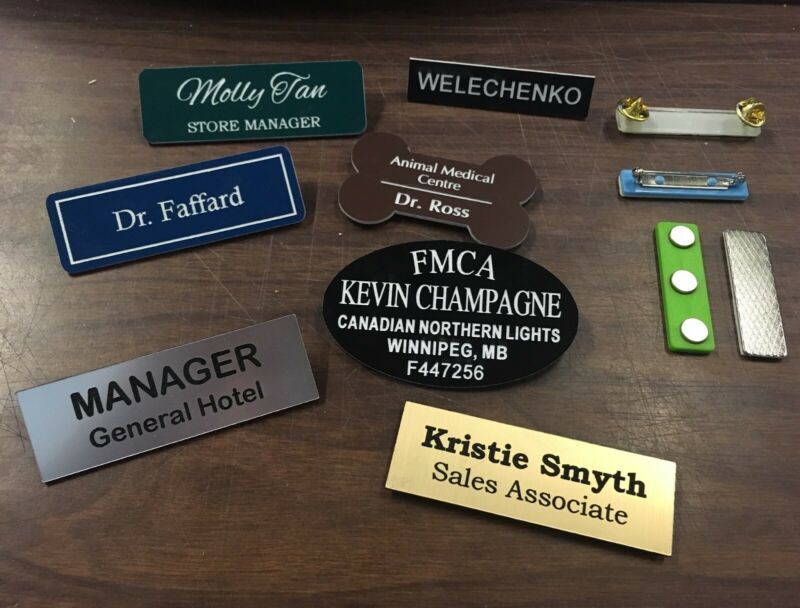 Molly Tan
STORE MANAGER
WELECHENKO
Dr. Faffard
Animal Medical
Centre
Dr. Ross
FMCA
KEVIN CHAMPAGNE
CANADIAN NORTHERN LIGHTS
WINNIPEG, MB
F447256
MANAGER
General Hotel
Kristie Smyth
Sales Associate